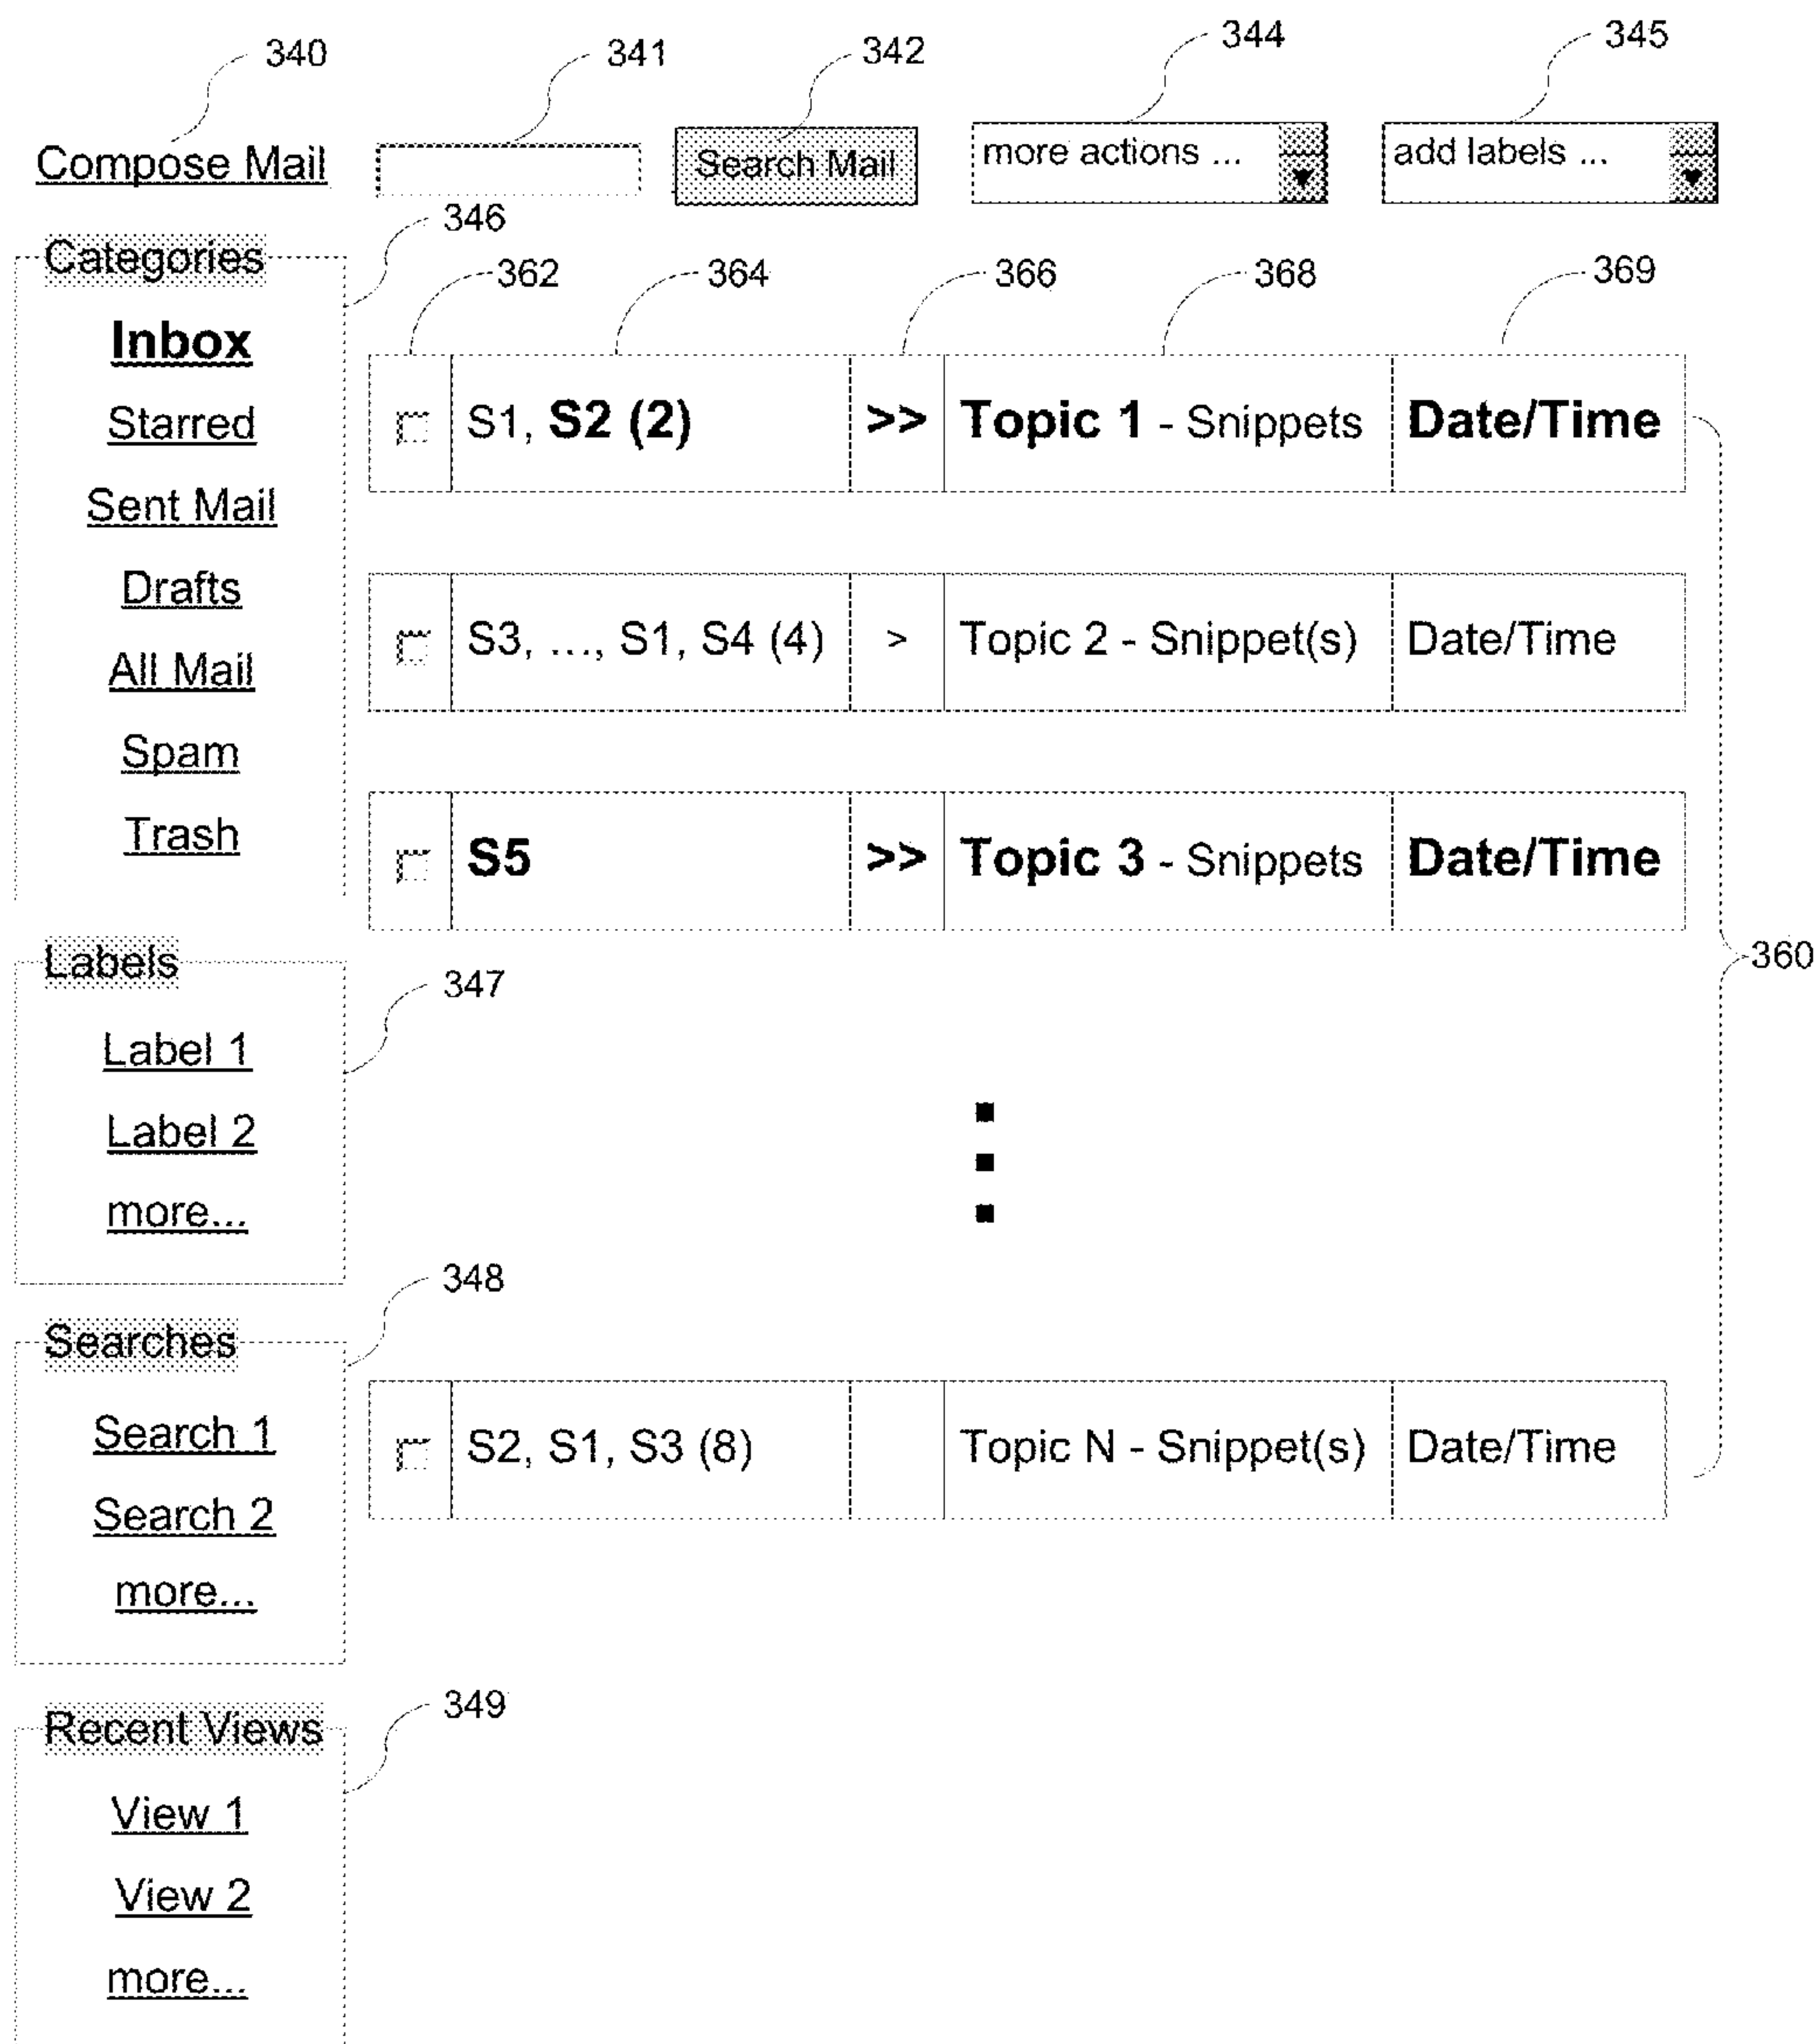 340 341 342 344 345
Compose Mail Search Mail more actions ... add labels ...
346
Categories
362 364 366 368 369
Inbox
Starred
Sent Mail
Drafts
All Mail
Spam
Trash
S1, S2 (2) >> Topic 1 - Snippets Date/Time
S3, ..., S1, S4 (4) > Topic 2 - Snippet(s) Date/Time
S5 >> Topic 3 - Snippets Date/Time
360
Labels
347
Label 1
Label 2
more...
348
Searches
Search 1
Search 2
more...
S2, S1, S3 (8) Topic N - Snippet(s) Date/Time
349
Recent Views
View 1
View 2
more...